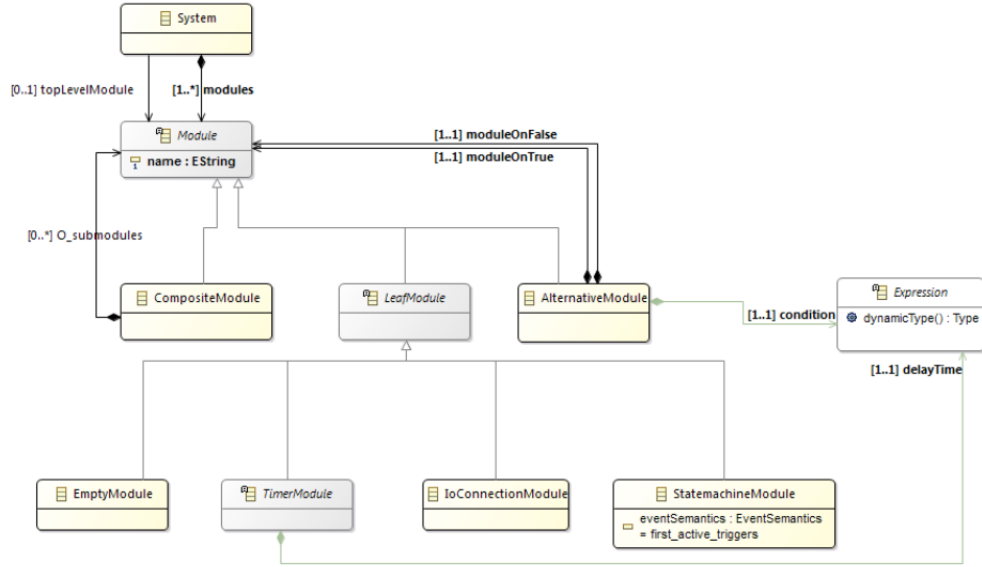 System
[0..1] topLevelModule
[1..*] modules
Module
name : EString
[1..1] moduleOnFalse
[1..1] moduleOnTrue
[0..*] O_submodules
CompositeModule
LeafModule
AlternativeModule
Expression
dynamicType() : Type
[1..1] condition
[1..1] delayTime
EmptyModule
TimerModule
IoConnectionModule
StatemachineModule
eventSemantics : EventSemantics
= first_active_triggers